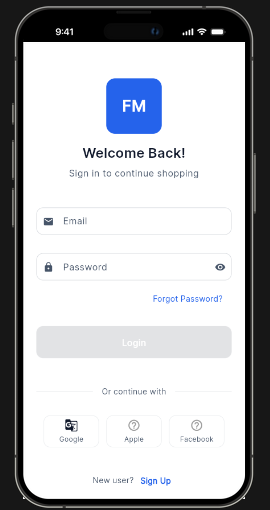 9:41
FM
Welcome Back!
Sign in to continue shopping
Email
Password
Forgot Password?
Login
Or continue with
Google
Apple
Facebook
New user? Sign Up